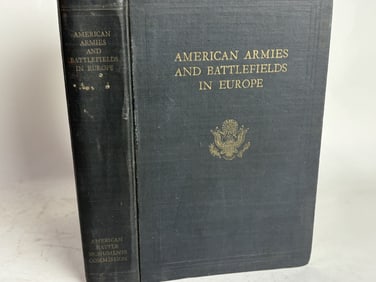 AMERICAN
ARMIES
AND
BATTLEFIELDS
IN EUROPE
AMERICAN
BATTLE
MONUMENTS
COMMISSION
AMERICAN ARMIES
AND BATTLEFIELDS
IN EUROPE